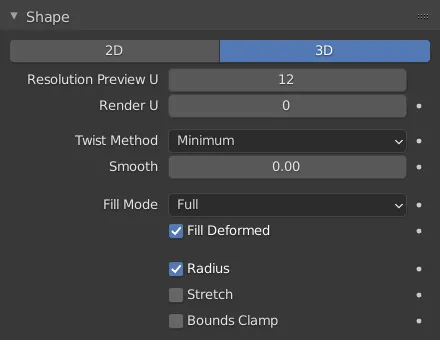 Shape
2D 3D
Resolution Preview U 12
Render U 0
Twist Method Minimum
Smooth 0.00
Fill Mode Full
Fill Deformed
Radius
Stretch
Bounds Clamp